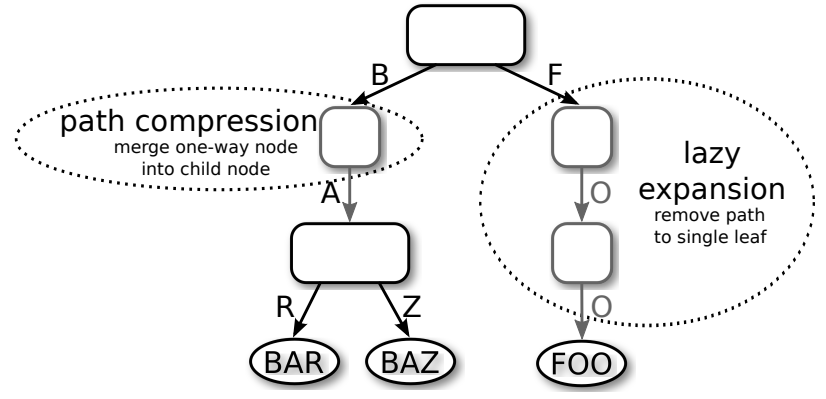 B
F
path compression
merge one-way node
into child node
lazy
expansion
remove path
to single leaf
A
O
R
Z
O
BAR
BAZ
FOO